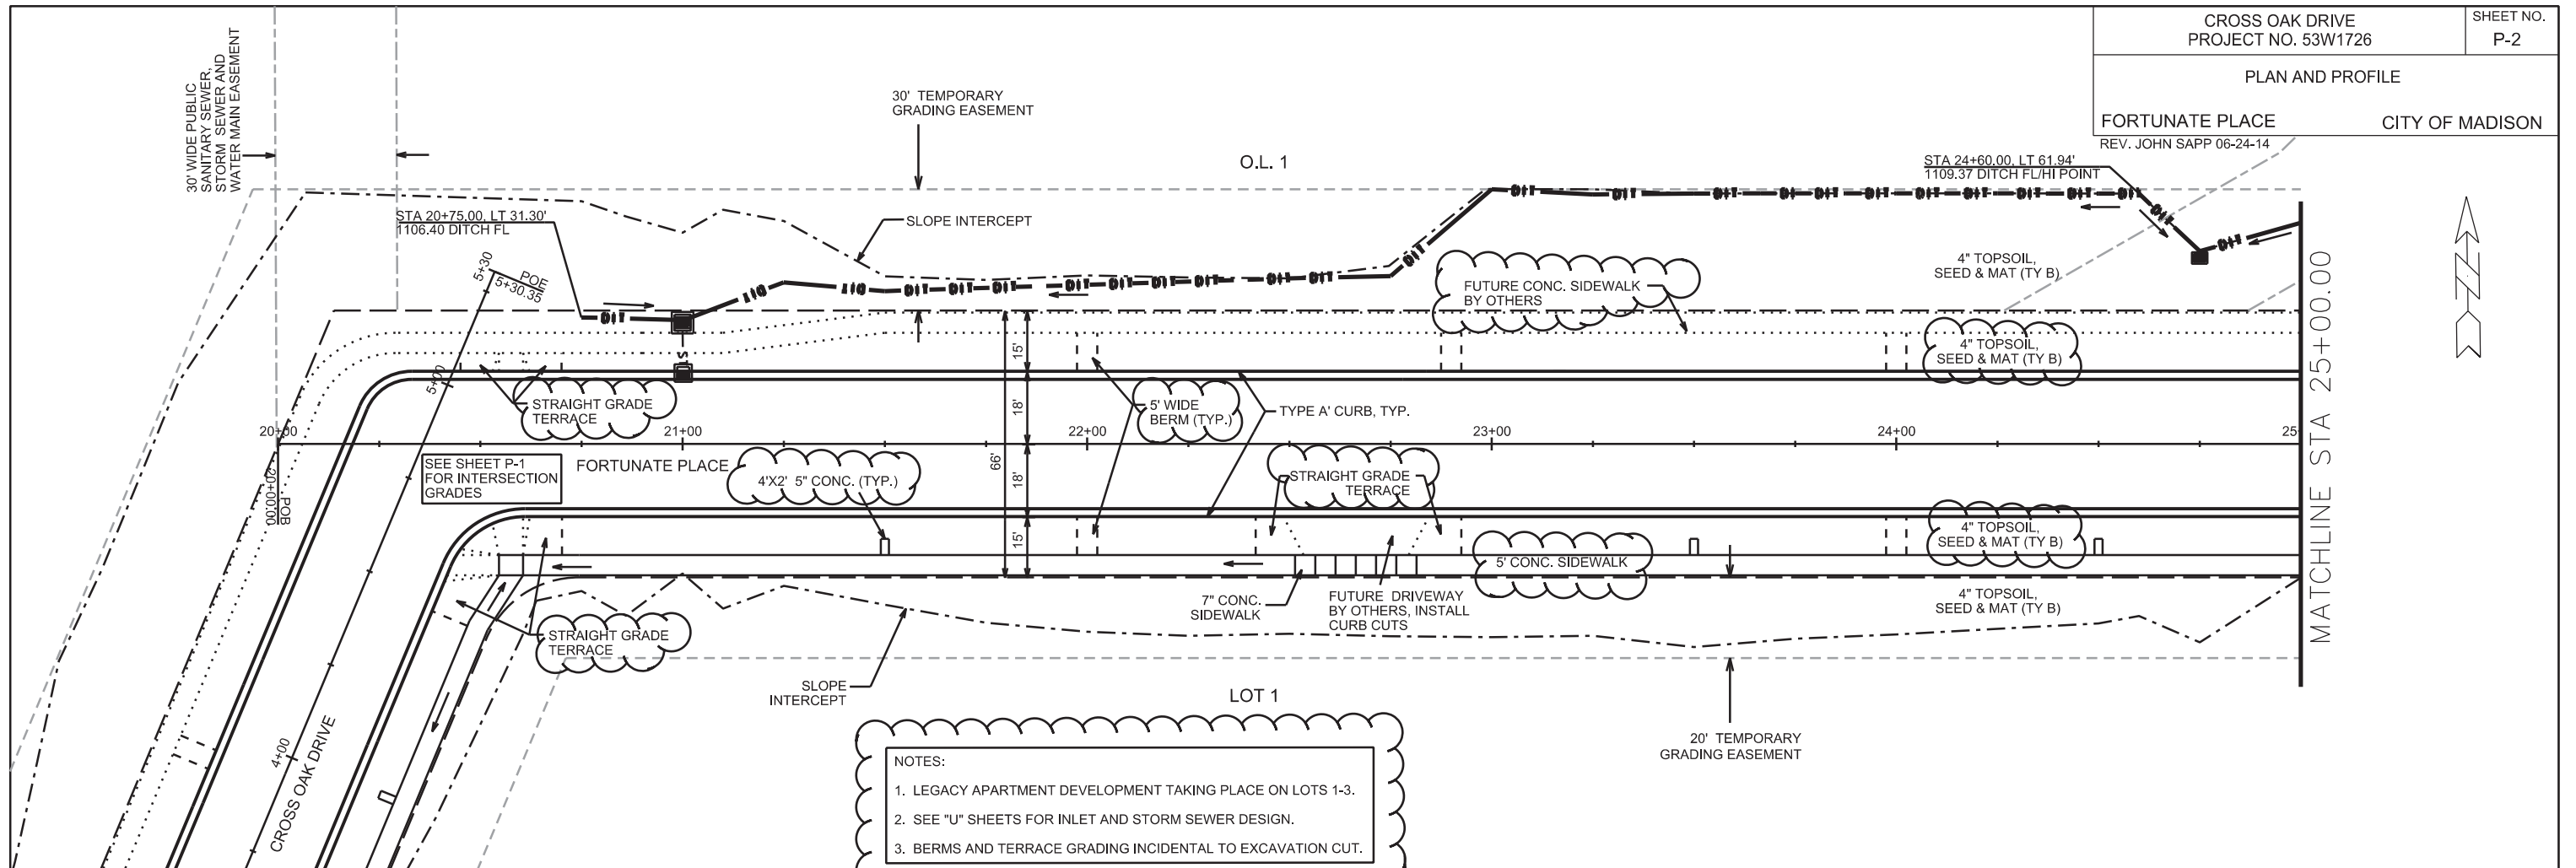 CROSS OAK DRIVE
PROJECT NO. 53W1726
SHEET NO.
P-2
PLAN AND PROFILE
FORTUNATE PLACE
CITY OF MADISON
REV. JOHN SAPP 06-24-14
30' WIDE PUBLIC
SANITARY SEWER,
STORM SEWER AND
WATER MAIN EASEMENT
30' TEMPORARY
GRADING EASEMENT
O.L. 1
STA 24+60.00, LT 61.94'
1109.37 DITCH FL/HI POINT
STA 20+75.00, LT 31.30'
1106.40 DITCH FL
SLOPE INTERCEPT
5+30
POE
5+30.35
5+00
4" TOPSOIL,
SEED & MAT (TY B)
FUTURE CONC. SIDEWALK
BY OTHERS
4" TOPSOIL,
SEED & MAT (TY B)
MATCHLINE STA 25+00.00
STRAIGHT GRADE
TERRACE
ST
15'
18'
5' WIDE
BERM (TYP.)
TYPE A' CURB, TYP.
20+00
21+00
22+00
23+00
24+00
25
POB
20+00.00
SEE SHEET P-1
FOR INTERSECTION
GRADES
FORTUNATE PLACE
4'X2' 5" CONC. (TYP.)
66'
18'
15'
STRAIGHT GRADE
TERRACE
4" TOPSOIL,
SEED & MAT (TY B)
5' CONC. SIDEWALK
7" CONC.
SIDEWALK
FUTURE DRIVEWAY
BY OTHERS, INSTALL
CURB CUTS
4" TOPSOIL,
SEED & MAT (TY B)
STRAIGHT GRADE
TERRACE
SLOPE
INTERCEPT
LOT 1
20' TEMPORARY
GRADING EASEMENT
4+00
CROSS OAK DRIVE
NOTES:
1. LEGACY APARTMENT DEVELOPMENT TAKING PLACE ON LOTS 1-3.
2. SEE "U" SHEETS FOR INLET AND STORM SEWER DESIGN.
3. BERMS AND TERRACE GRADING INCIDENTAL TO EXCAVATION CUT.